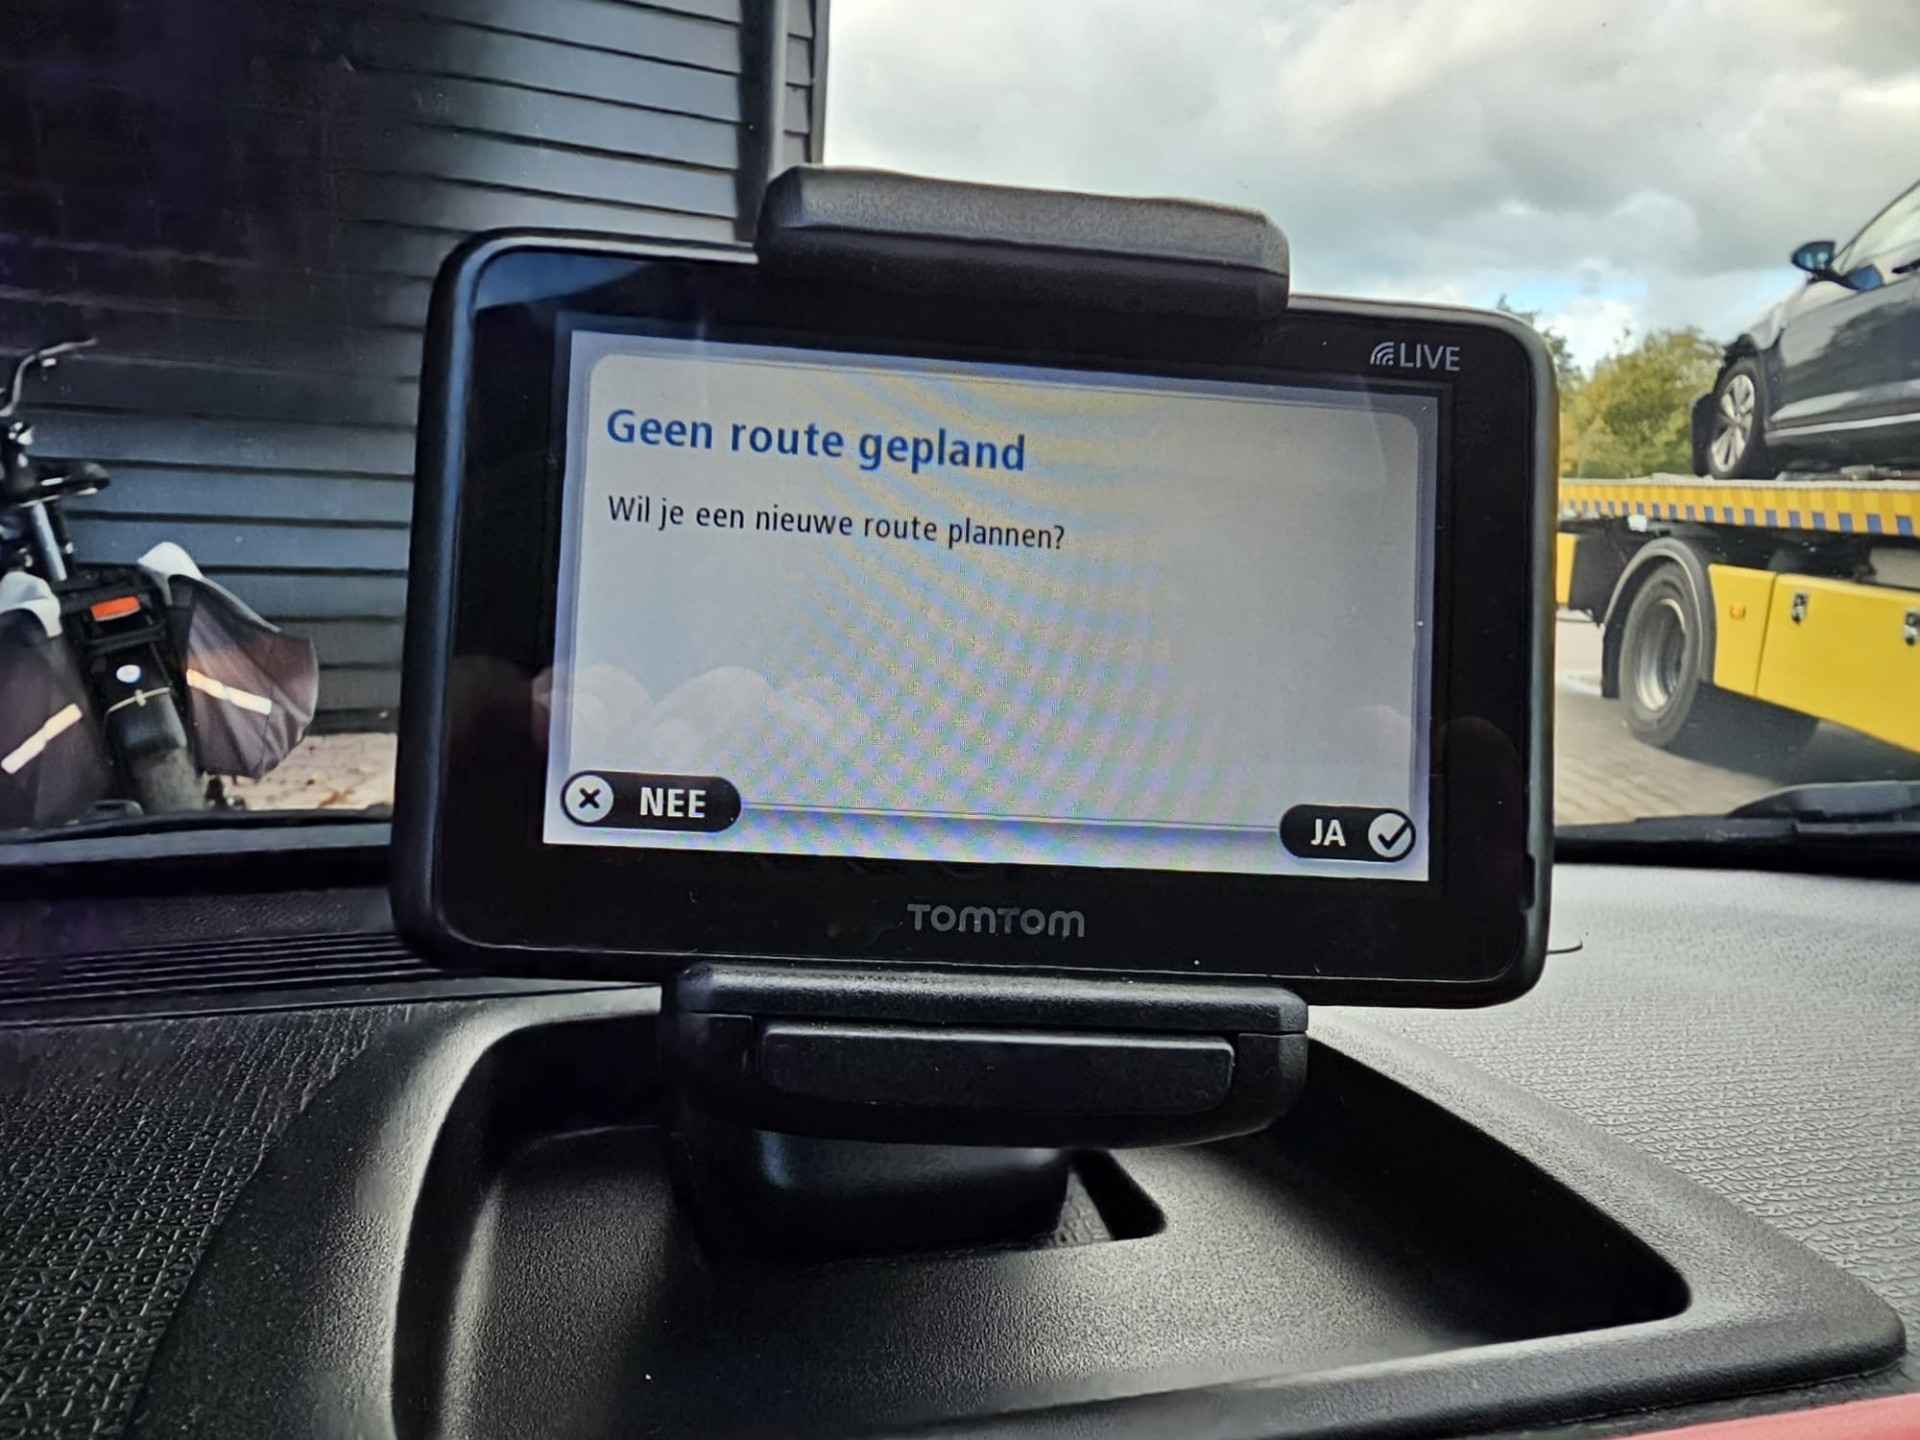 LIVE
Geen route gepland
Wil je een nieuwe route plannen?
NEE
JA
TOMTOM